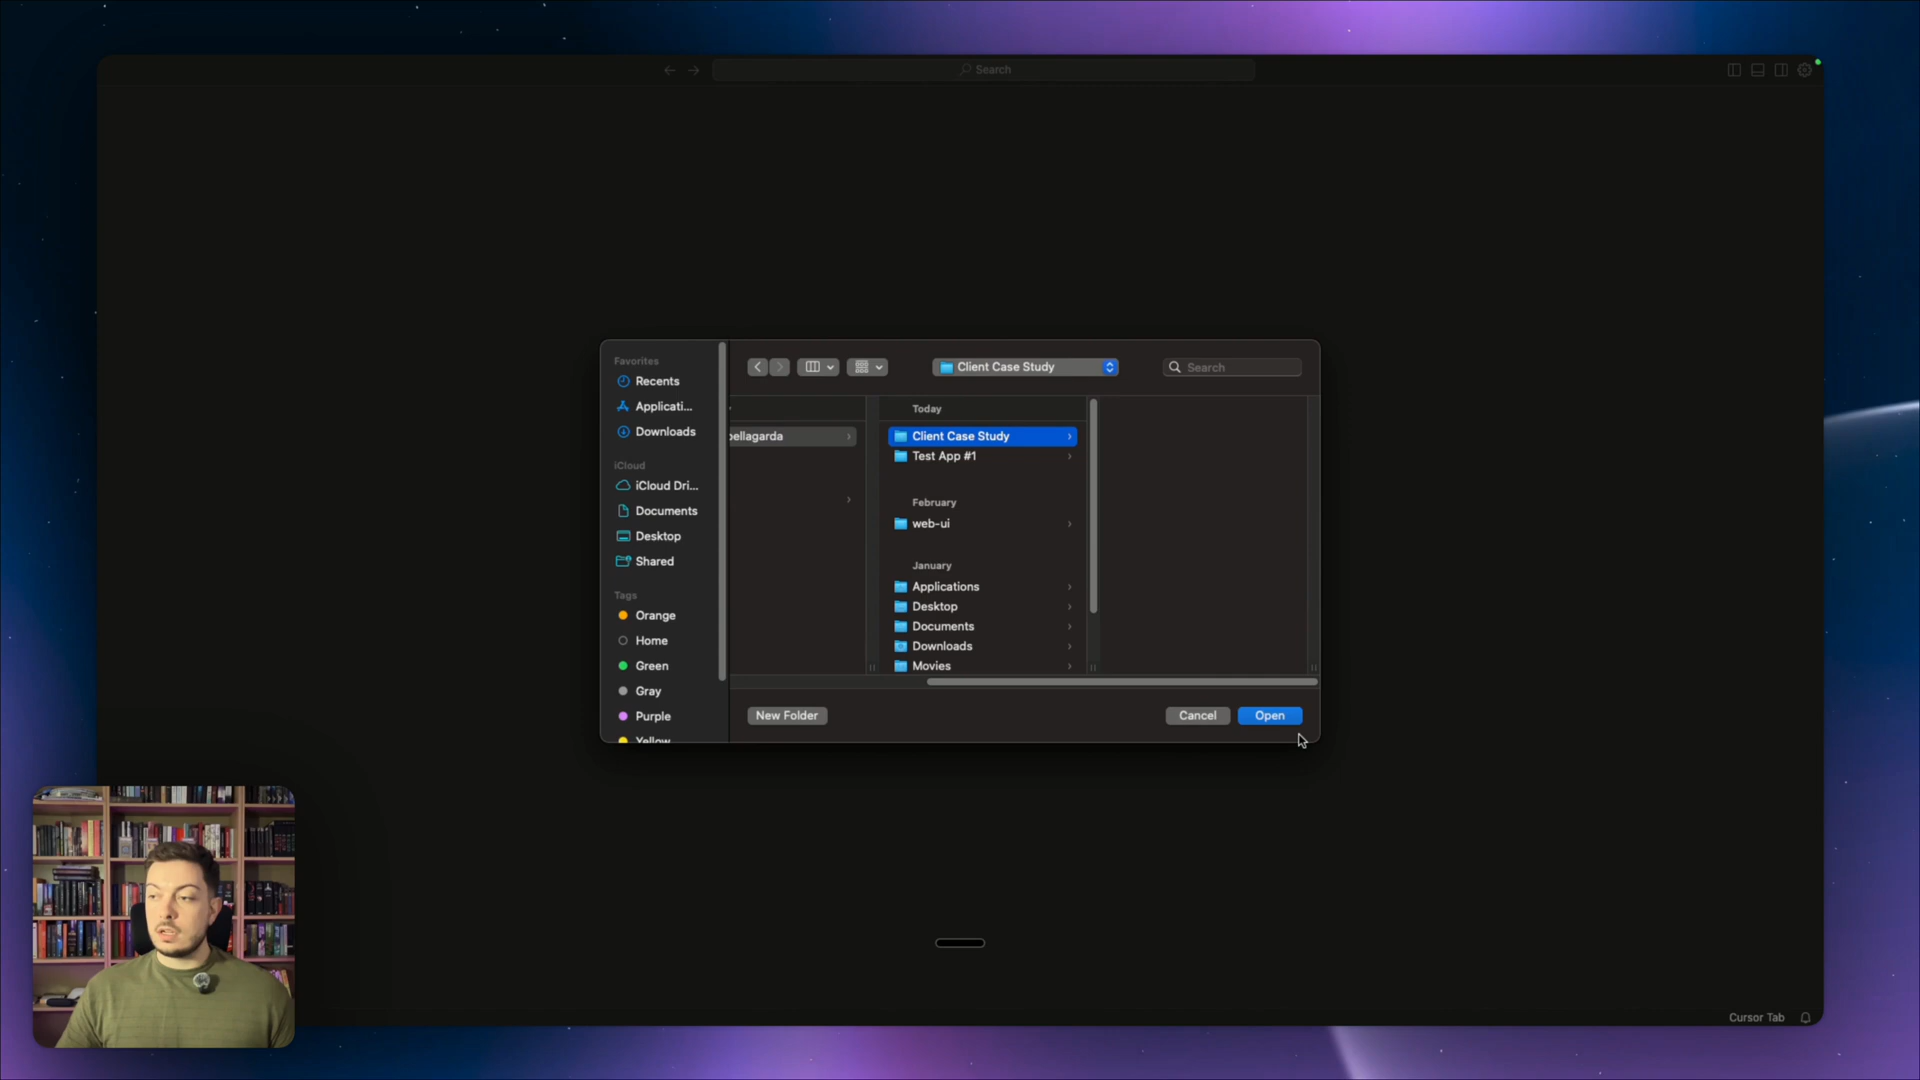 Search
Favorites
Recents
Applicati...
Downloads
iCloud
iCloud Dri...
Documents
Desktop
Shared
Tags
Orange
Home
Green
Gray
Purple
Yellow
Client Case Study
Search
bellagarda
Today
Client Case Study
Test App #1
February
web-ui
January
Applications
Desktop
Documents
Downloads
Movies
New Folder
Cancel
Open
Cursor Tab